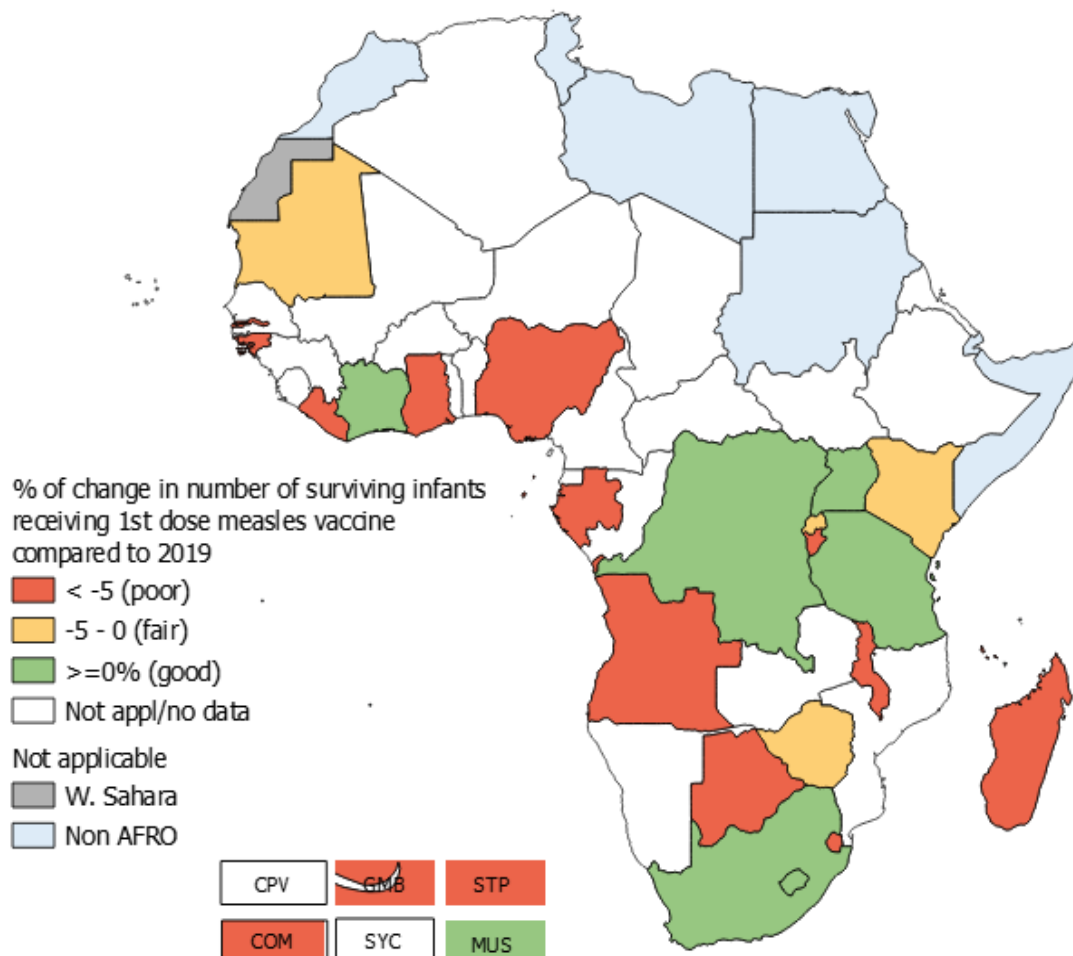 % of change in number of surviving infants
receiving 1st dose measles vaccine
compared to 2019
< -5 (poor)
-5 - 0 (fair)
>=0% (good)
Not appl/no data
Not applicable
W. Sahara
Non AFRO
CPV
GMB
STP
COM
SYC
MUS